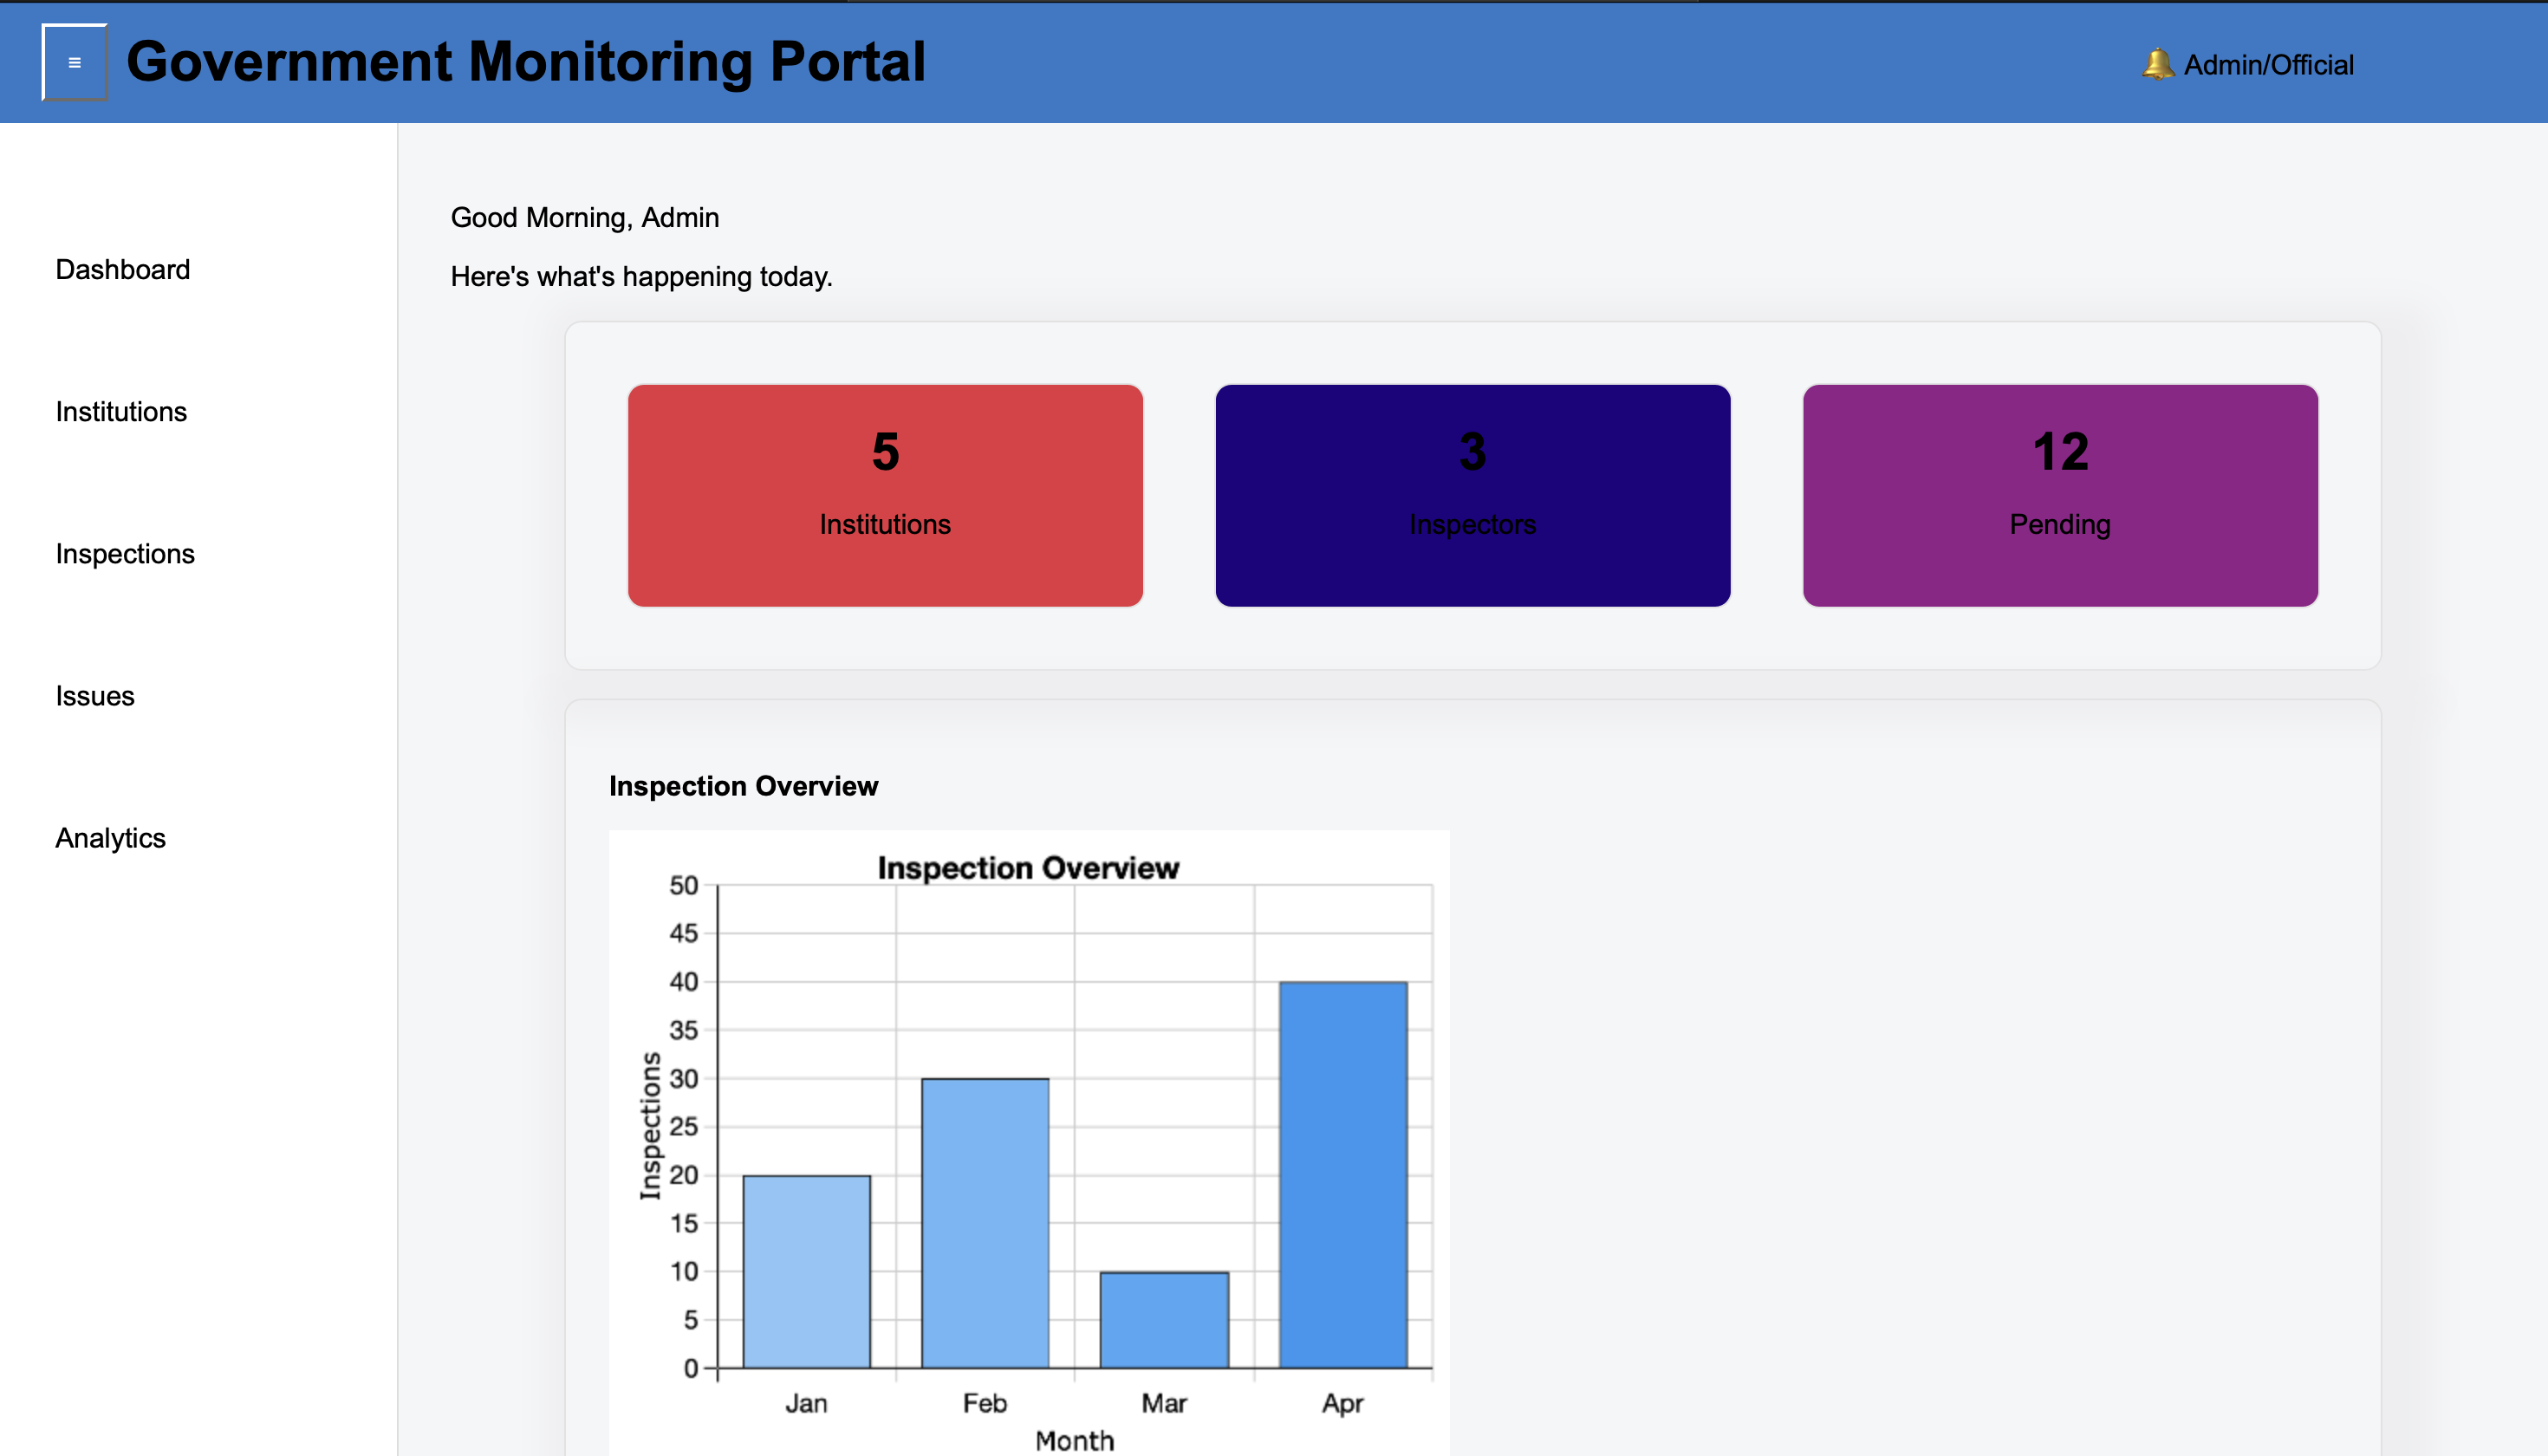 ≡ Government Monitoring Portal
🔔 Admin/Official
Dashboard
Institutions
Inspections
Issues
Analytics
Good Morning, Admin
Here's what's happening today.
5
Institutions
3
Inspectors
12
Pending
Inspection Overview
Inspection Overview
Inspections
50
45
40
35
30
25
20
15
10
5
0
Jan Feb Mar Apr
Month